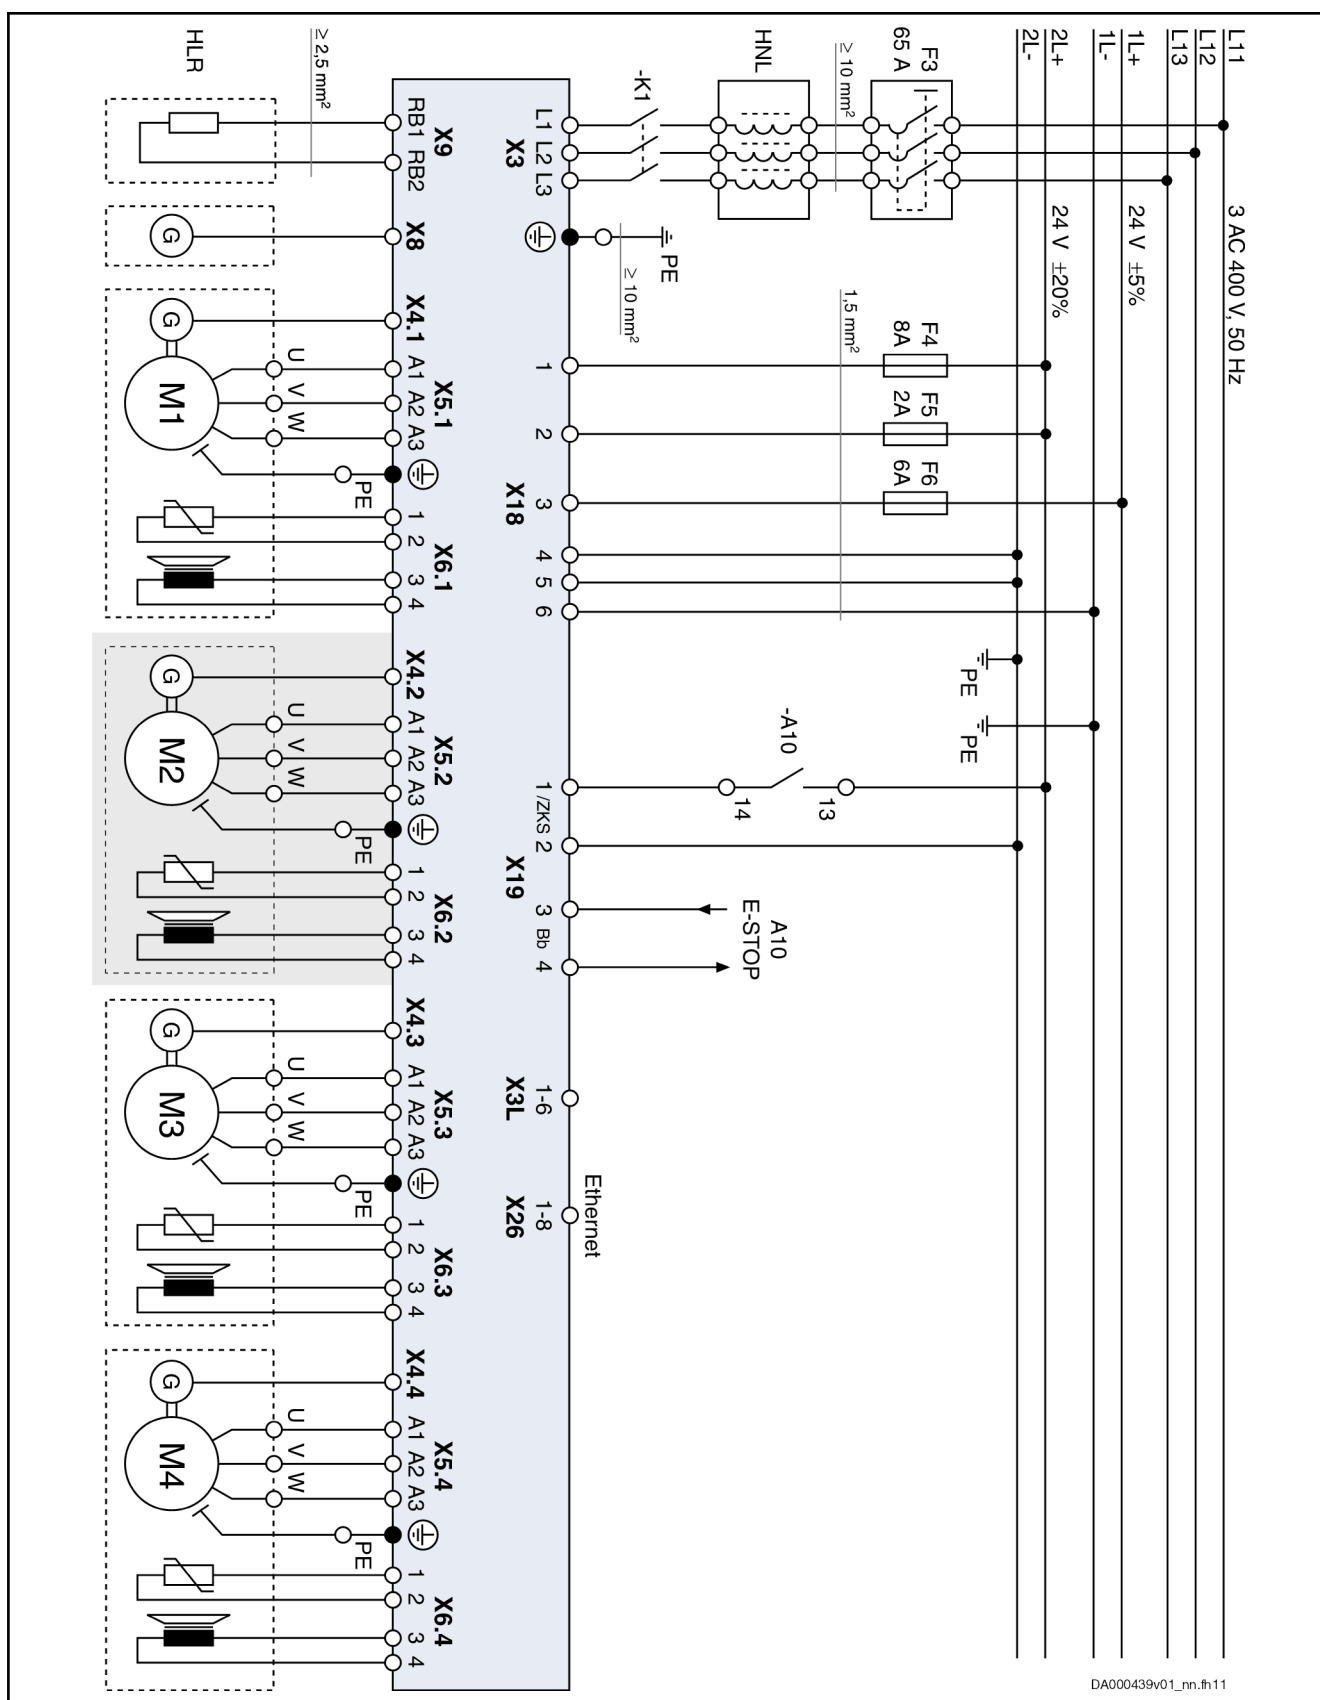 L11
L12
L13
1L+
1L-
2L+
2L-
3 AC 400 V, 50 Hz
24 V ±5%
24 V ±20%
F3
65 A
≥ 10 mm²
HNL
-K1
PE
≥ 10 mm²
F4
8A
F5
2A
F6
6A
1,5 mm²
PE
PE
-A10
13
14
A10
E-STOP
Ethernet
L1 L2 L3
X3
1 2 3 4 5 6
X18
1 /ZKS 2 3 Bb 4
X19
1-6
X3L
1-8
X26
X9
RB1 RB2
X8
X4.1
X5.1
A1 A2 A3
X6.1
1 2 3 4
X4.2
X5.2
A1 A2 A3
X6.2
1 2 3 4
X4.3
X5.3
A1 A2 A3
X6.3
1 2 3 4
X4.4
X5.4
A1 A2 A3
X6.4
1 2 3 4
≥ 2,5 mm²
HLR
G
G
M1
U V W
PE
G
M2
U V W
PE
G
M3
U V W
PE
G
M4
U V W
PE
DA000439v01_nn.fh11